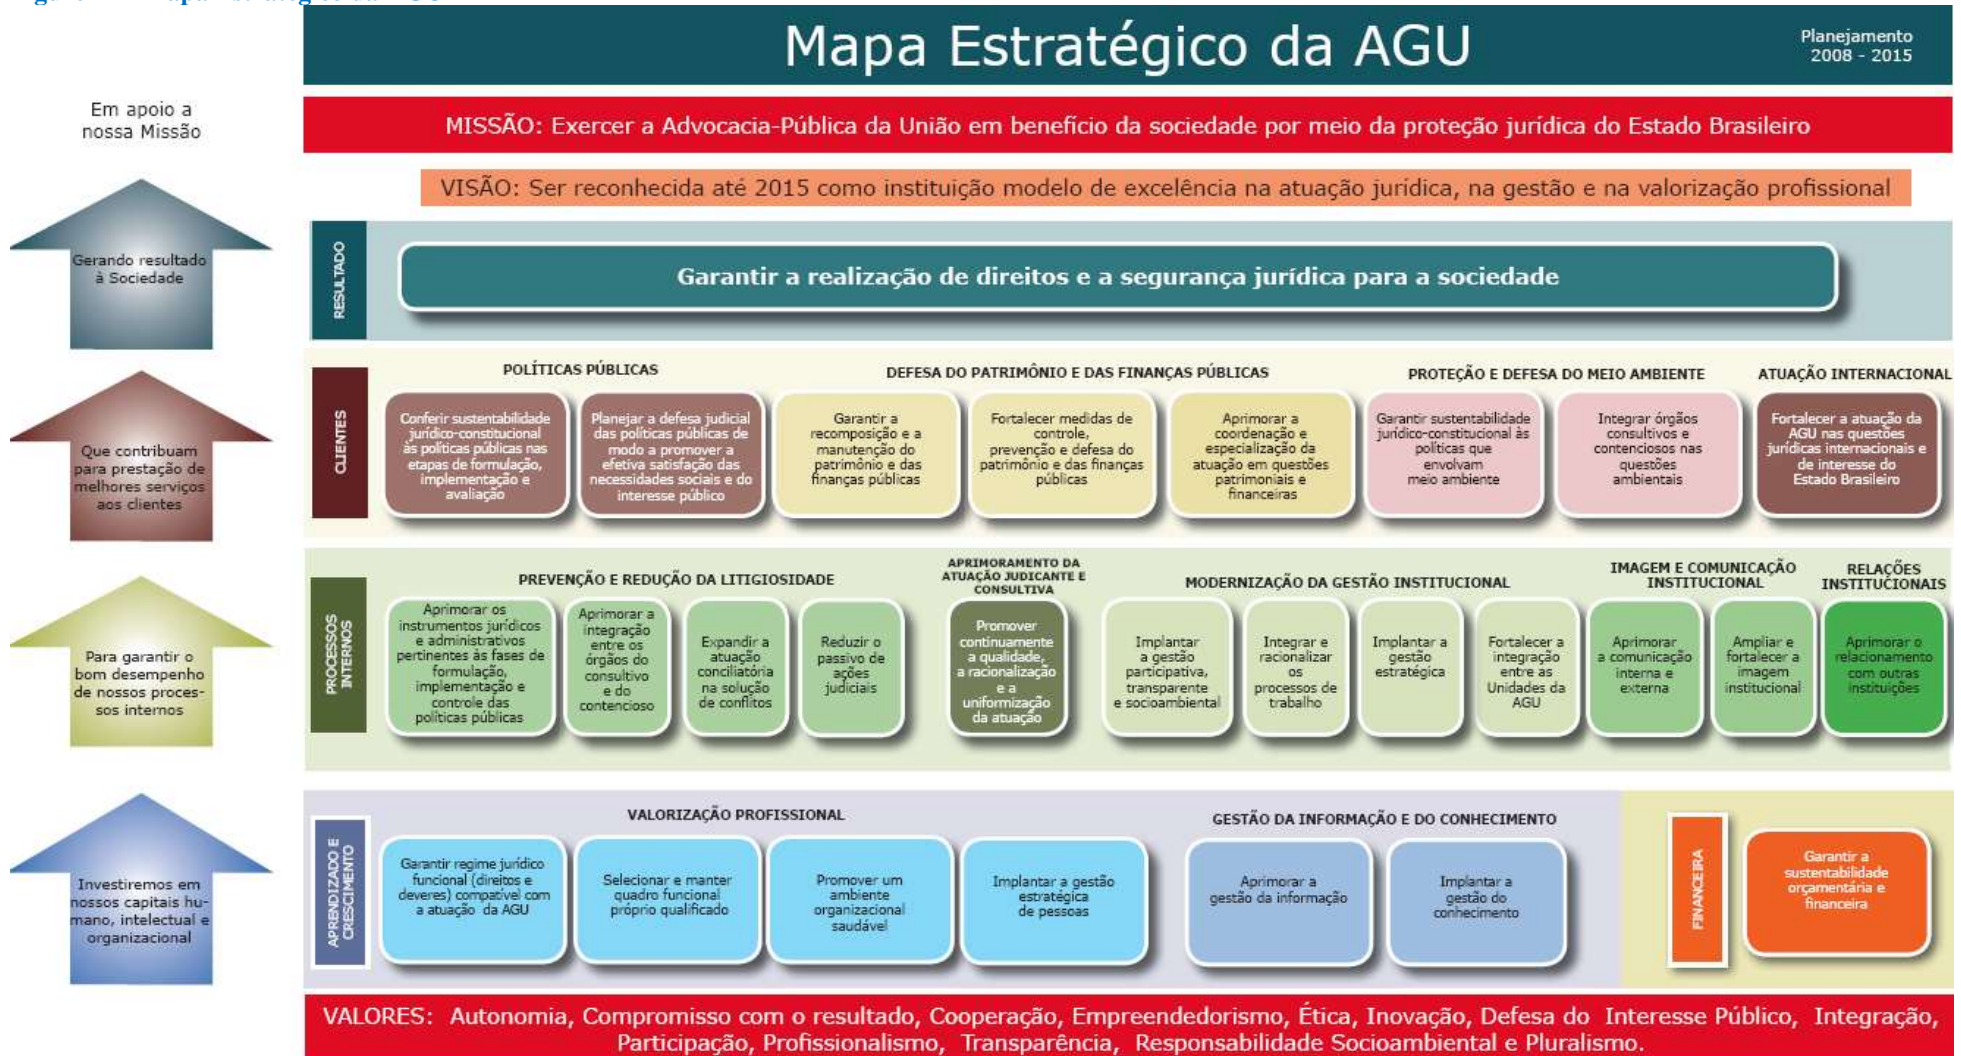 Mapa Estratégico da AGU
Planejamento
2008 - 2015
Em apoio a
nossa Missão
MISSÃO: Exercer a Advocacia-Pública da União em benefício da sociedade por meio da proteção jurídica do Estado Brasileiro
VISÃO: Ser reconhecida até 2015 como instituição modelo de excelência na atuação jurídica, na gestão e na valorização profissional
Gerando resultado
à Sociedade
RESULTADO
Garantir a realização de direitos e a segurança jurídica para a sociedade
Que contribuam
para prestação de
melhores serviços
aos clientes
CLIENTES
POLÍTICAS PÚBLICAS
Conferir sustentabilidade
jurídico-constitucional
às políticas públicas nas
etapas de formulação,
implementação e
avaliação
Planejar a defesa judicial
das políticas públicas de
modo a promover a
efetiva satisfação das
necessidades sociais e do
interesse público
DEFESA DO PATRIMÔNIO E DAS FINANÇAS PÚBLICAS
Garantir a
recomposição e a
manutenção do
patrimônio e das
finanças públicas
Fortalecer medidas de
controle,
prevenção e defesa do
patrimônio e das finanças
públicas
Aprimorar a
coordenação e
especialização da
atuação em questões
patrimoniais e
financeiras
PROTEÇÃO E DEFESA DO MEIO AMBIENTE
Garantir sustentabilidade
jurídico-constitucional às
políticas que
envolvam
meio ambiente
Integrar órgãos
consultivos e
contenciosos nas
questões
ambientais
ATUAÇÃO INTERNACIONAL
Fortalecer a atuação da
AGU nas questões
jurídicas internacionais e
de interesse do
Estado Brasileiro
Para garantir o
bom desempenho
de nossos proces-
sos internos
PROCESSOS
INTERNOS
PREVENÇÃO E REDUÇÃO DA LITIGIOSIDADE
Aprimorar os
instrumentos jurídicos
e administrativos
pertinentes às fases de
formulação,
implementação e
controle das
políticas públicas
Aprimorar a
integração
entre os
órgãos do
consultivo
e do
contencioso
Expandir a
atuação
conciliatória
na solução
de conflitos
Reduzir o
passivo de
ações
judiciais
APRIMORAMENTO DA
ATUAÇÃO JUDICANTE E
CONSULTIVA
Promover
continuamente
a qualidade,
a racionalização
e a
uniformização
da atuação
MODERNIZAÇÃO DA GESTÃO INSTITUCIONAL
Implantar
a gestão
participativa,
transparente
e socioambiental
Integrar e
racionalizar
os
processos de
trabalho
Implantar a
gestão
estratégica
Fortalecer a
integração
entre as
Unidades da
AGU
IMAGEM E COMUNICAÇÃO
INSTITUCIONAL
Aprimorar
a comunicação
interna e
externa
Ampliar e
fortalecer a
imagem
institucional
RELAÇÕES
INSTITUCIONAIS
Aprimorar o
relacionamento
com outras
instituições
Investiremos em
nossos capitais hu-
mano, intelectual e
organizacional
APRENDIZADO E
CRESCIMENTO
VALORIZAÇÃO PROFISSIONAL
Garantir regime jurídico
funcional (direitos e
deveres) compatível com
a atuação da AGU
Selecionar e manter
quadro funcional
próprio qualificado
Promover um
ambiente
organizacional
saudável
Implantar a gestão
estratégica
de pessoas
GESTÃO DA INFORMAÇÃO E DO CONHECIMENTO
Aprimorar a
gestão da informação
Implantar a
gestão do
conhecimento
FINANCEIRA
Garantir a
sustentabilidade
orçamentária e
financeira
VALORES: Autonomia, Compromisso com o resultado, Cooperação, Empreendedorismo, Ética, Inovação, Defesa do Interesse Público, Integração,
Participação, Profissionalismo, Transparência, Responsabilidade Socioambiental e Pluralismo.